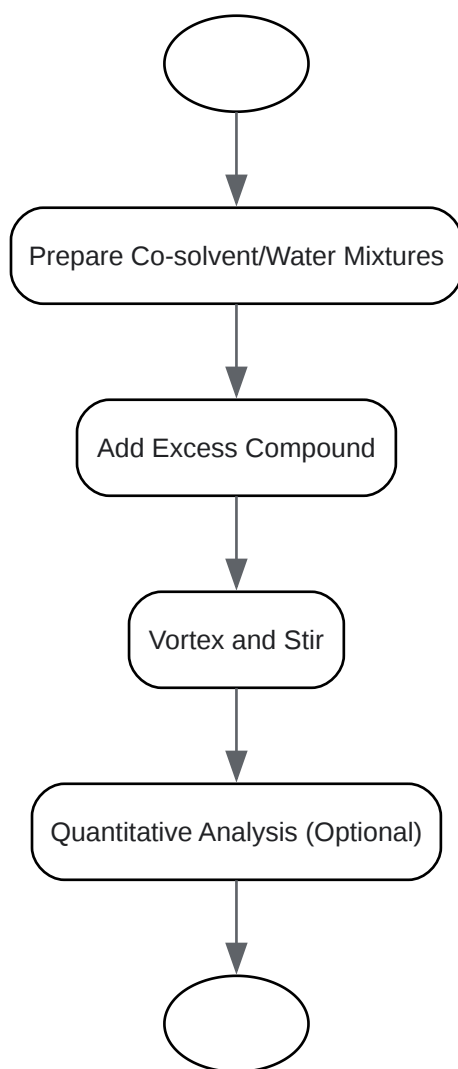 Prepare Co-solvent/Water Mixtures
Add Excess Compound
Vortex and Stir
Quantitative Analysis (Optional)